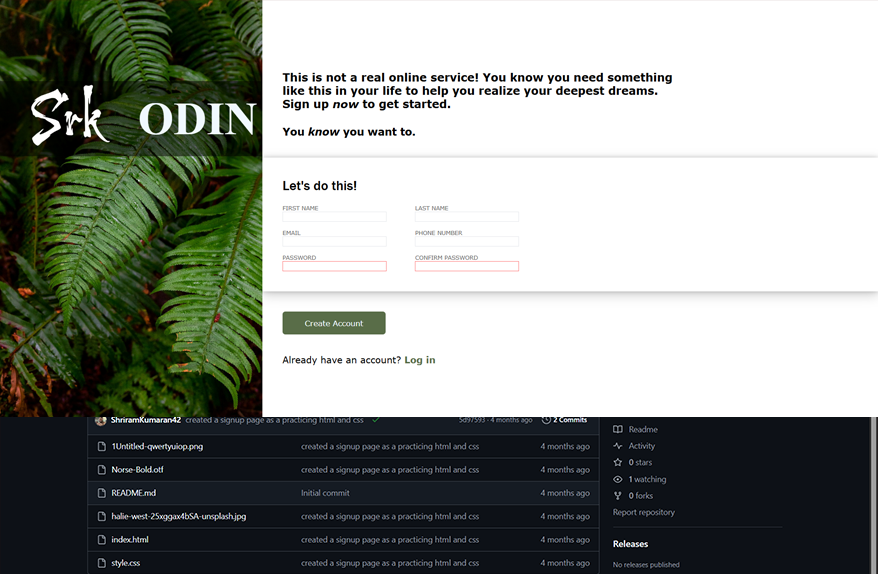 Srk ODIN
This is not a real online service! You know you need something
like this in your life to help you realize your deepest dreams.
Sign up now to get started.
You know you want to.
Let's do this!
FIRST NAME LAST NAME
EMAIL PHONE NUMBER
PASSWORD CONFIRM PASSWORD
Create Account
Already have an account? Log in
ShriramKumaran42 created a signup page as a practicing html and css 5d97593 · 4 months ago 2 Commits
1Untitled-qwertyuiop.png created a signup page as a practicing html and css 4 months ago
Norse-Bold.otf created a signup page as a practicing html and css 4 months ago
README.md Initial commit 4 months ago
halie-west-25xggax4bSA-unsplash.jpg created a signup page as a practicing html and css 4 months ago
index.html created a signup page as a practicing html and css 4 months ago
style.css created a signup page as a practicing html and css 4 months ago
Readme
Activity
0 stars
1 watching
0 forks
Report repository
Releases
No releases published